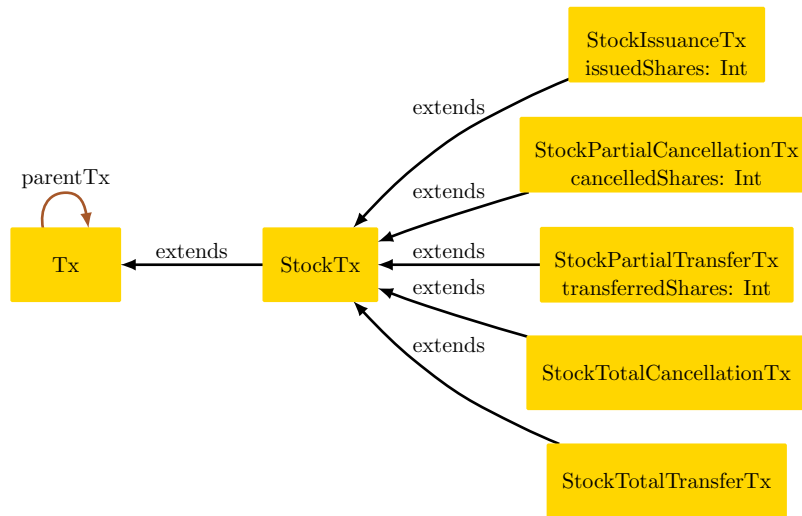 StockIssuanceTx
issuedShares: Int
extends
StockPartialCancellationTx
cancelledShares: Int
extends
parentTx
Tx
extends
StockTx
extends
StockPartialTransferTx
transferredShares: Int
extends
StockTotalCancellationTx
extends
StockTotalTransferTx